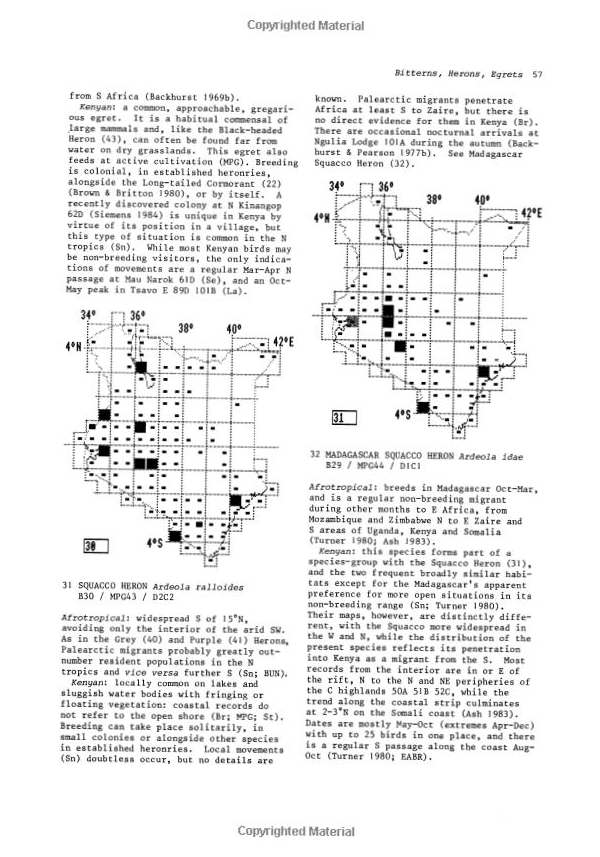 Copyrighted Material
Bitterns, Herons, Egrets 57
from S Africa (Backhurst 1969b).
Kenyan: a common, approachable, gregari-
ous egret. It is a habitual commensal of
large mammals and, like the Black-headed
Heron (43), can often be found far from
water on dry grasslands. This egret also
feeds at active cultivation (MPG). Breeding
is colonial, in established heronries,
alongside the Long-tailed Cormorant (22)
(Brown & Britton 1980), or by itself. A
recently discovered colony at N Kinangop
62D (Siemens 1984) is unique in Kenya by
virtue of its position in a village, but
this type of situation is common in the N
tropics (Sn). While most Kenyan birds may
be non-breeding visitors, the only indica-
tions of movements are a regular Mar-Apr N
passage at Mau Narok 61D (Se), and an Oct-
May peak in Tsavo E 89D 101B (La).
34° 36° 38° 40° 42°E
4°N
4°S
30
31 SQUACCO HERON Ardeola ralloides
B30 / MPG43 / D2C2
Afrotropical: widespread S of 15°N,
avoiding only the interior of the arid SW.
As in the Grey (40) and Purple (41) Herons,
Palearctic migrants probably greatly out-
number resident populations in the N
tropics and vice versa further S (Sn; BUN).
Kenyan: locally common on lakes and
sluggish water bodies with fringing or
floating vegetation: coastal records do
not refer to the open shore (Br; MPG; St).
Breeding can take place solitarily, in
small colonies or alongside other species
in established heronries. Local movements
(Sn) doubtless occur, but no details are
known. Palearctic migrants penetrate
Africa at least S to Zaire, but there is
no direct evidence for them in Kenya (Br).
There are occasional nocturnal arrivals at
Ngulia Lodge 101A during the autumn (Back-
hurst & Pearson 1977b). See Madagascar
Squacco Heron (32).
34° 36° 38° 40° 42°E
4°N
4°S
31
32 MADAGASCAR SQUACCO HERON Ardeola idae
B29 / MPG44 / D1C1
Afrotropical: breeds in Madagascar Oct-Mar,
and is a regular non-breeding migrant
during other months to E Africa, from
Mozambique and Zimbabwe N to E Zaire and
S areas of Uganda, Kenya and Somalia
(Turner 1980; Ash 1983).
Kenyan: this species forms part of a
species-group with the Squacco Heron (31),
and the two frequent broadly similar habi-
tats except for the Madagascar's apparent
preference for more open situations in its
non-breeding range (Sn; Turner 1980).
Their maps, however, are distinctly diffe-
rent, with the Squacco more widespread in
the W and N, while the distribution of the
present species reflects its penetration
into Kenya as a migrant from the S. Most
records from the interior are in or E of
the rift, N to the N and NE peripheries of
the C highlands 50A 51B 52C, while the
trend along the coastal strip culminates
at 2-3°N on the Somali coast (Ash 1983).
Dates are mostly May-Oct (extremes Apr-Dec)
with up to 25 birds in one place, and there
is a regular S passage along the coast Aug-
Oct (Turner 1980; EABR).
Copyrighted Material